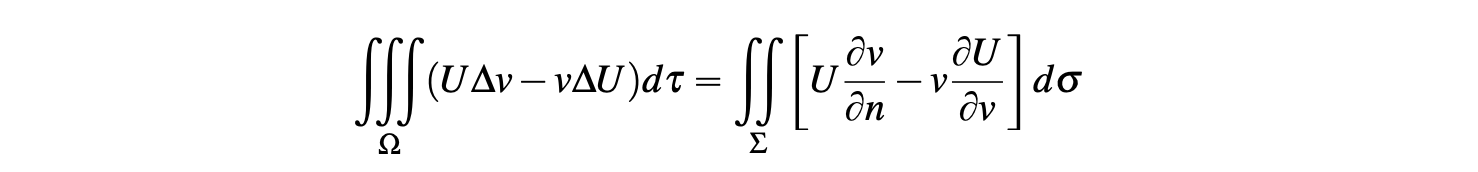 ∭_Ω (UΔv − vΔU)dτ = ∬_Σ [U ∂v/∂n − v ∂U/∂v] dσ